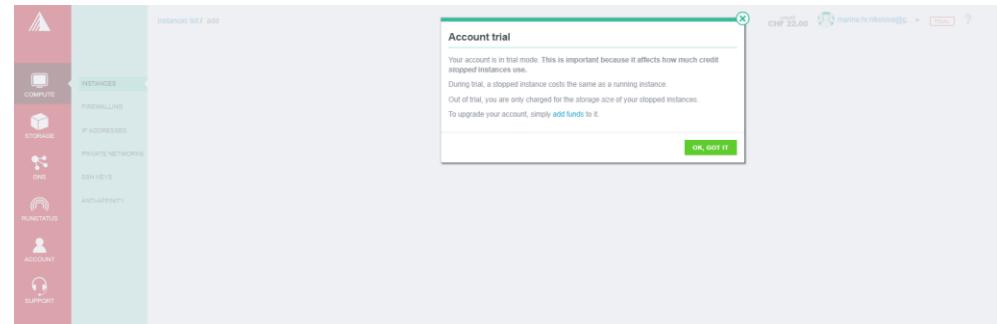 Instances list / add
credit
CHF 22.00
TRIAL
?
COMPUTE
STORAGE
DNS
RUNSTATUS
ACCOUNT
SUPPORT
INSTANCES
FIREWALLING
IP ADDRESSES
PRIVATE NETWORKS
SSH KEYS
ANTI-AFFINITY
Account trial
Your account is in trial mode. This is important because it affects how much credit
stopped instances use.
During trial, a stopped instance costs the same as a running instance.
Out of trial, you are only charged for the storage size of your stopped instances.
To upgrade your account, simply add funds to it.
OK, GOT IT